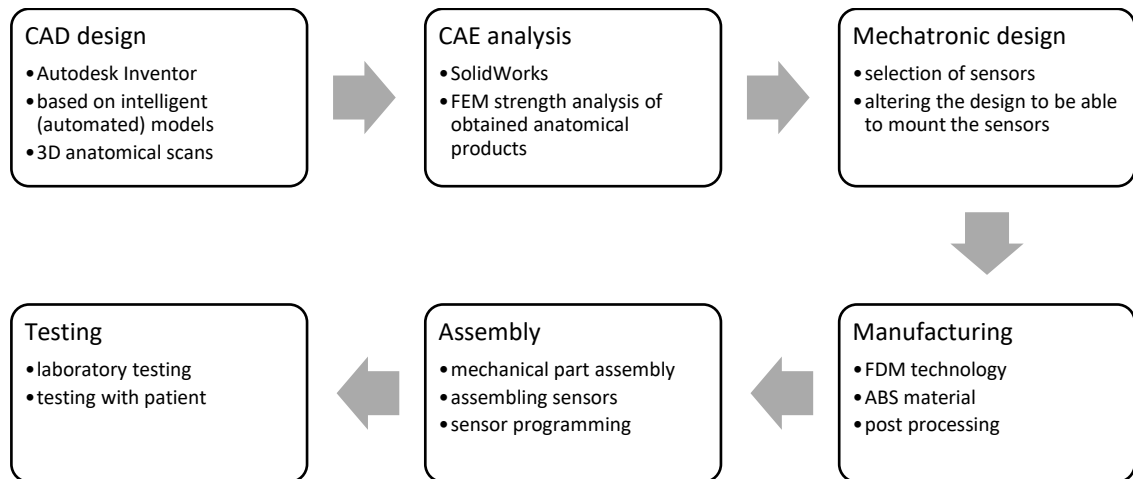 CAD design
•Autodesk Inventor
•based on intelligent
(automated) models
•3D anatomical scans
CAE analysis
•SolidWorks
•FEM strength analysis of
obtained anatomical
products
Mechatronic design
•selection of sensors
•altering the design to be able
to mount the sensors
Manufacturing
•FDM technology
•ABS material
•post processing
Assembly
•mechanical part assembly
•assembling sensors
•sensor programming
Testing
•laboratory testing
•testing with patient